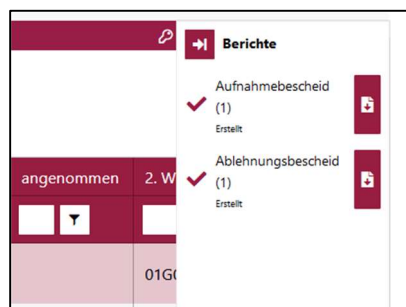 Berichte
Aufnahmebescheid
(1)
Erstellt
Ablehnungsbescheid
(1)
Erstellt
angenommen 2. W
01G